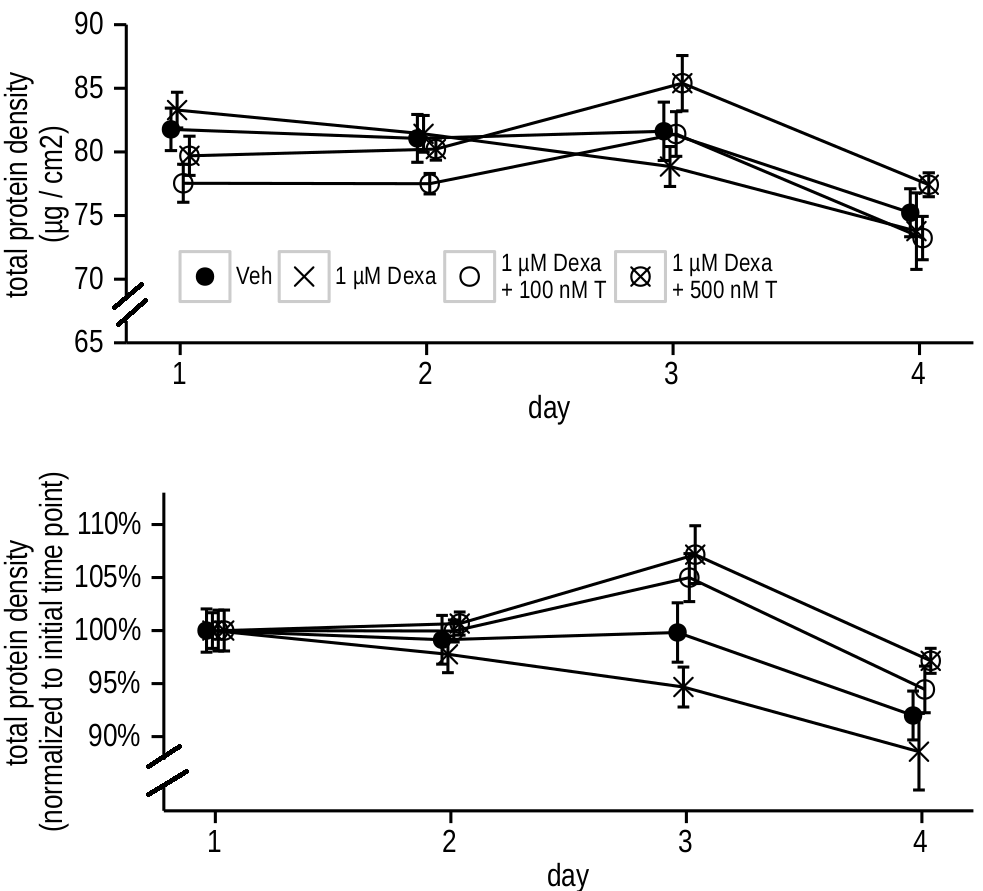 90
85
80
75
70
65
total protein density
(µg / cm2)
Veh
1 µM Dexa
1 µM Dexa
+ 100 nM T
1 µM Dexa
+ 500 nM T
1 2 3 4
day
110%
105%
100%
95%
90%
total protein density
(normalized to initial time point)
1 2 3 4
day